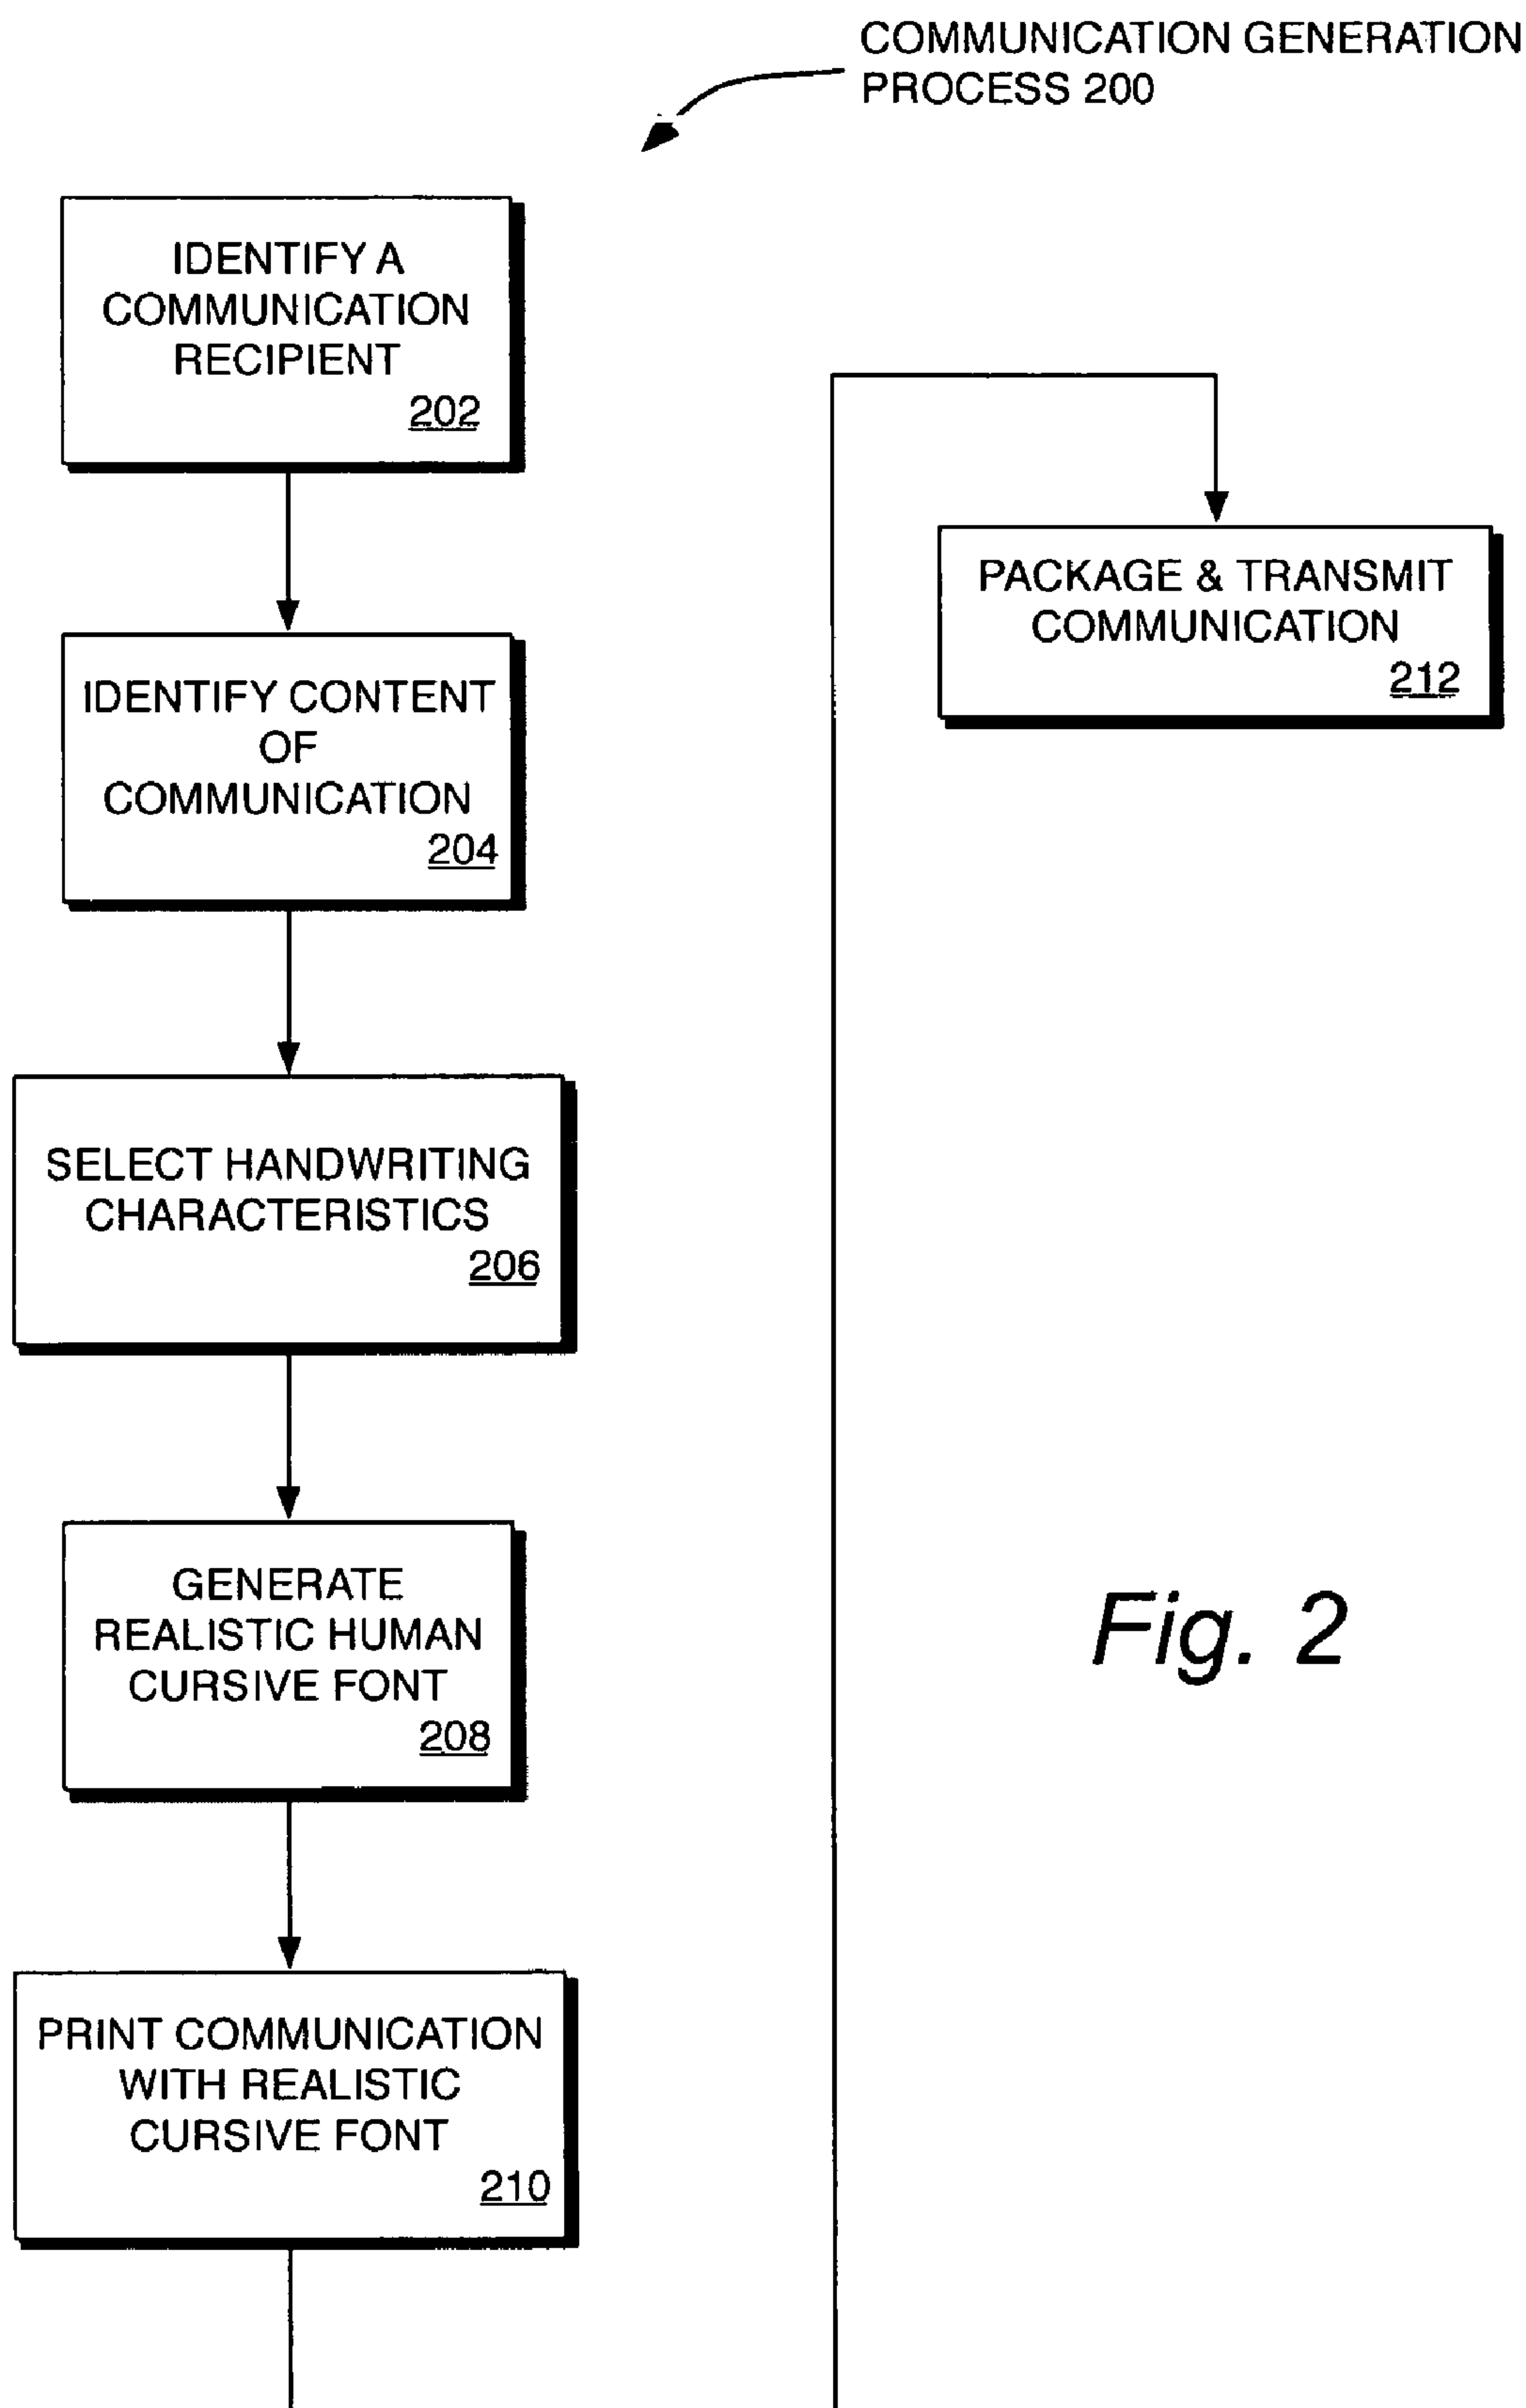 COMMUNICATION GENERATION
PROCESS 200
IDENTIFY A
COMMUNICATION
RECIPIENT
202
IDENTIFY CONTENT
OF
COMMUNICATION
204
SELECT HANDWRITING
CHARACTERISTICS
206
GENERATE
REALISTIC HUMAN
CURSIVE FONT
208
PRINT COMMUNICATION
WITH REALISTIC
CURSIVE FONT
210
PACKAGE & TRANSMIT
COMMUNICATION
212
Fig. 2